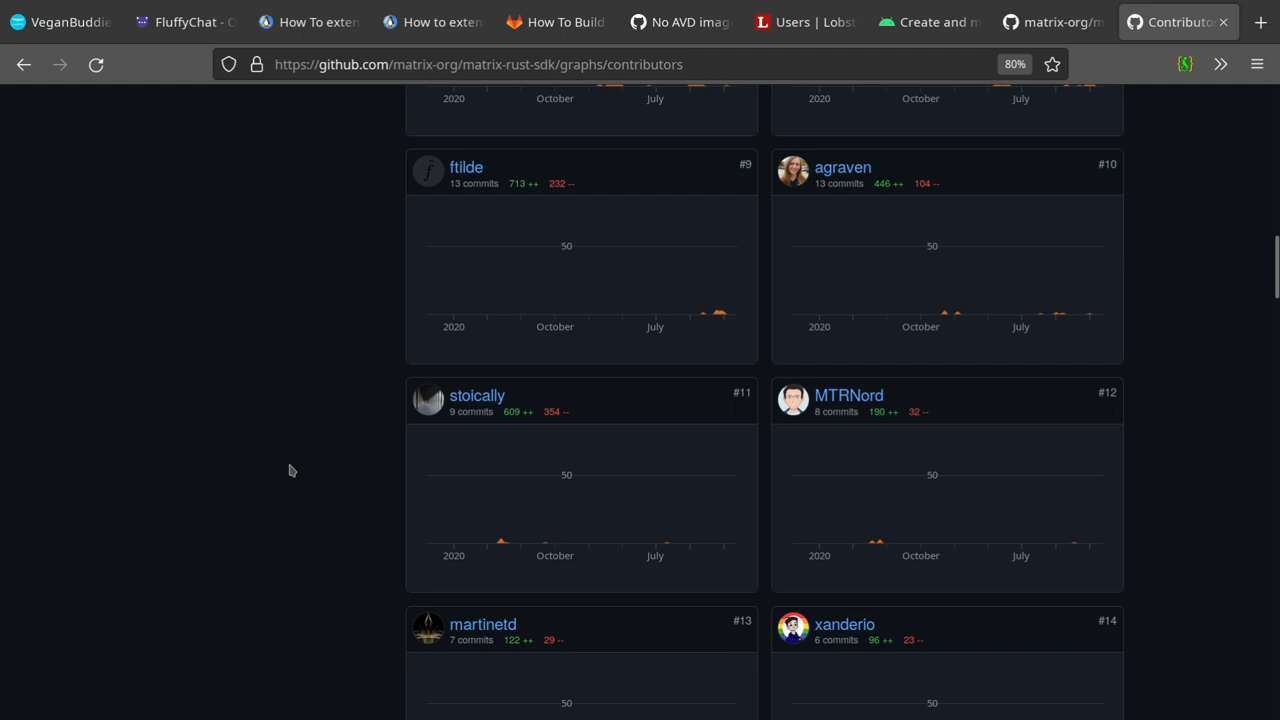 VeganBuddie
FluffyChat - O
How To exten
How to exten
How To Build
No AVD imag
Users | Lobst
Create and m
matrix-org/m
Contributo
https://github.com/matrix-org/matrix-rust-sdk/graphs/contributors
80%
2020 October July
2020 October July
ftilde #9
13 commits 713 ++ 232 --
50
2020 October July
agraven #10
13 commits 446 ++ 104 --
50
2020 October July
stoically #11
9 commits 609 ++ 354 --
50
2020 October July
MTRNord #12
8 commits 190 ++ 32 --
50
2020 October July
martinetd #13
7 commits 122 ++ 29 --
50
xanderio #14
6 commits 96 ++ 23 --
50